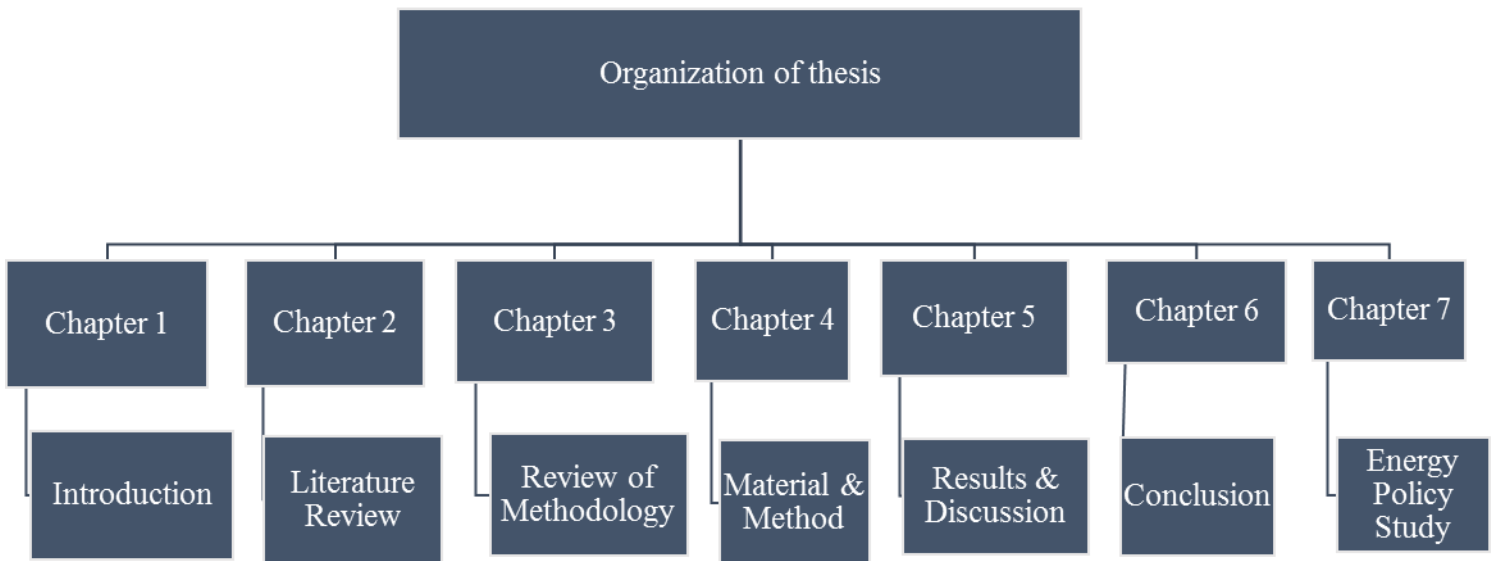 Organization of thesis
Chapter 1
Chapter 2
Chapter 3
Chapter 4
Chapter 5
Chapter 6
Chapter 7
Introduction
Literature
Review
Review of
Methodology
Material &
Method
Results &
Discussion
Conclusion
Energy
Policy
Study